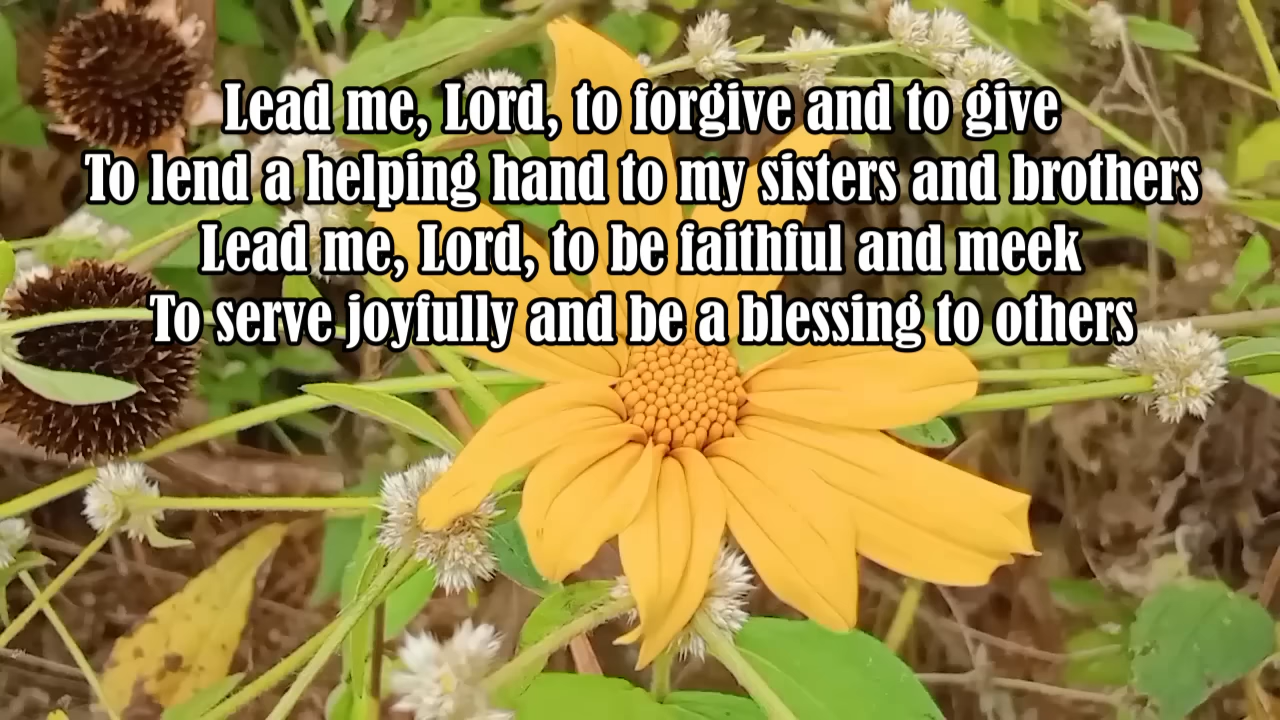 Lead me, Lord, to forgive and to give
To lend a helping hand to my sisters and brothers
Lead me, Lord, to be faithful and meek
To serve joyfully and be a blessing to others